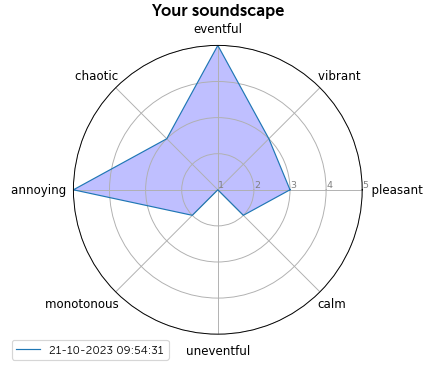 Your soundscape
eventful
chaotic
vibrant
annoying
1
2
3
4
5
pleasant
monotonous
calm
21-10-2023 09:54:31
uneventful